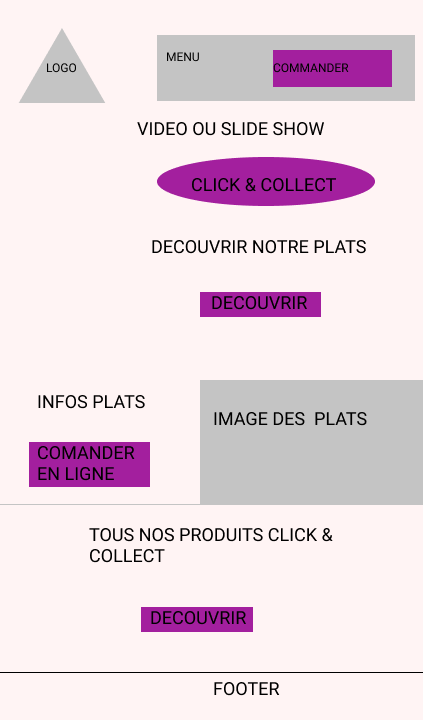 LOGO
MENU
COMMANDER
VIDEO OU SLIDE SHOW
CLICK & COLLECT
DECOUVRIR NOTRE PLATS
DECOUVRIR
INFOS PLATS
IMAGE DES  PLATS
COMANDER
EN LIGNE
TOUS NOS PRODUITS CLICK &
COLLECT
DECOUVRIR
FOOTER